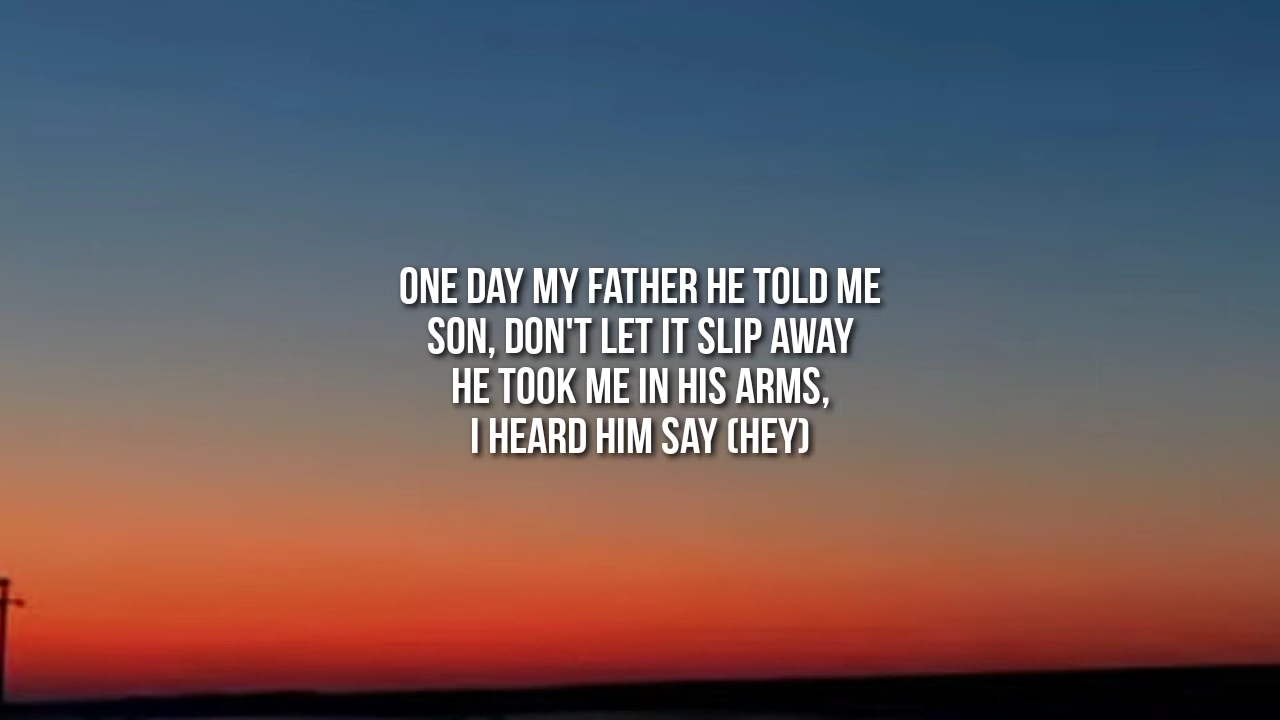 ONE DAY MY FATHER HE TOLD ME
SON, DON'T LET IT SLIP AWAY
HE TOOK ME IN HIS ARMS,
I HEARD HIM SAY (HEY)